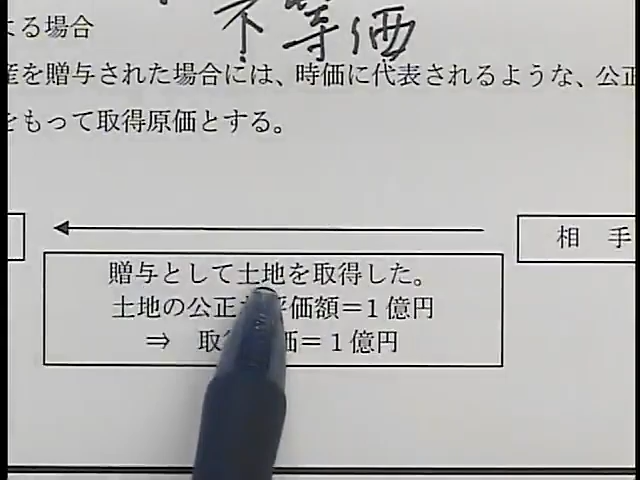 不等価
よる場合
産を贈与された場合には、時価に代表されるような、公正
をもって取得原価とする。
相 手
贈与として土地を取得した。
土地の公正 評価額＝１億円
⇒ 取 価＝１億円